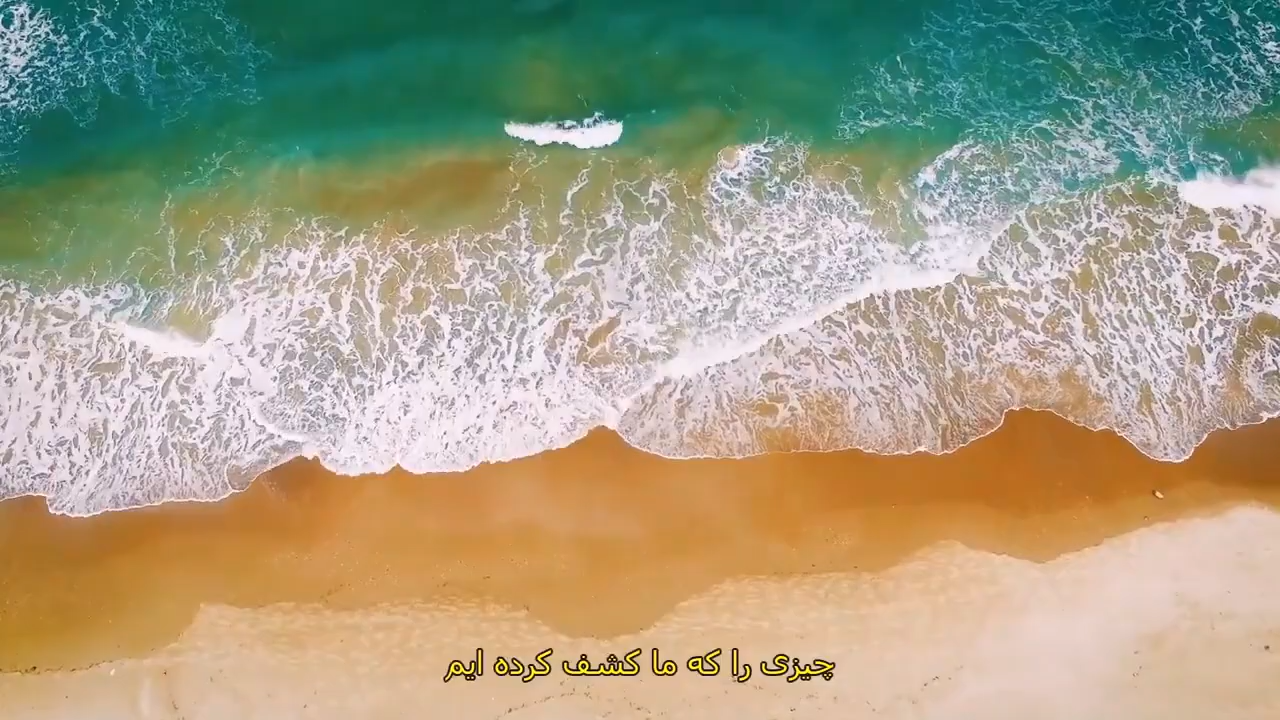 چیزی را که ما کشف کرده ایم